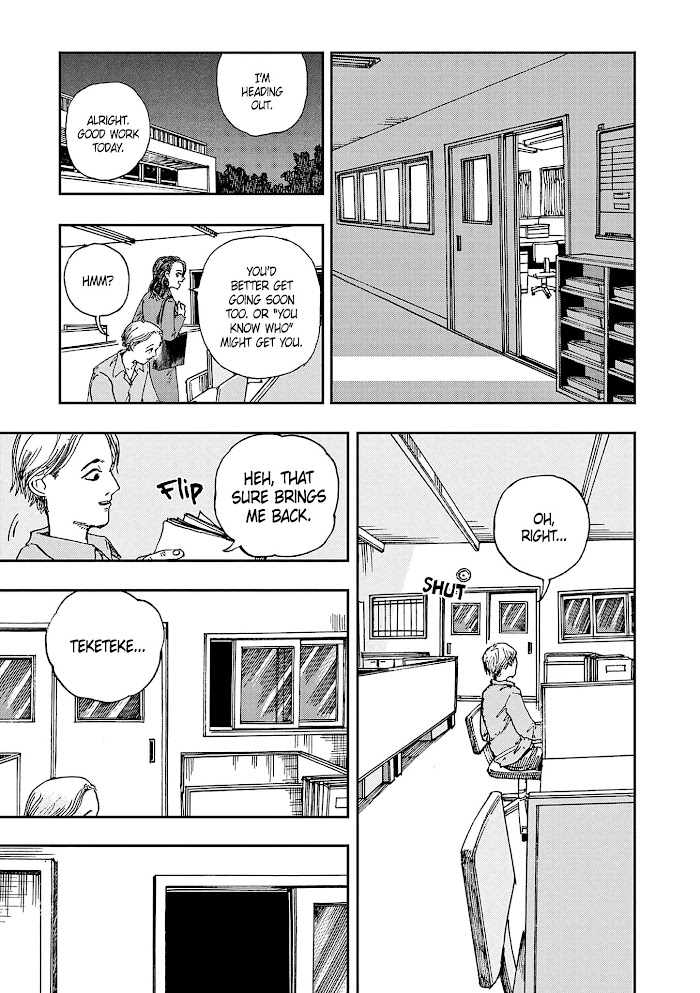 I'M
HEADING
OUT.
ALRIGHT.
GOOD WORK
TODAY.
YOU'D
BETTER GET
GOING SOON
TOO. OR "YOU
KNOW WHO"
MIGHT GET YOU.
HMM?
OH,
RIGHT...
SHUT
HEH, THAT
SURE BRINGS
ME BACK.
FLIP
TEKETEKE...